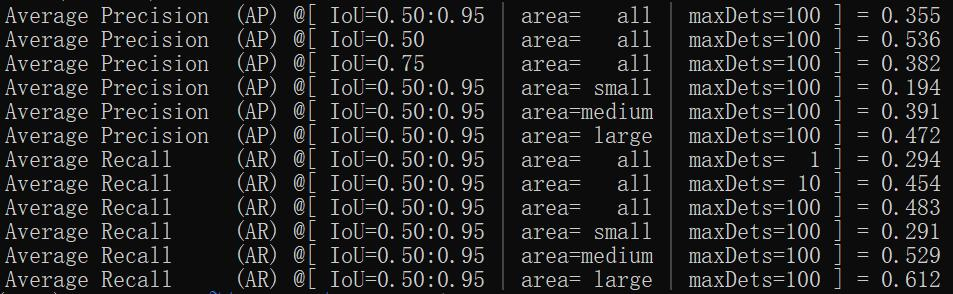 Average Precision  (AP) @[ IoU=0.50:0.95 | area=   all | maxDets=100 ] = 0.355
Average Precision  (AP) @[ IoU=0.50      | area=   all | maxDets=100 ] = 0.536
Average Precision  (AP) @[ IoU=0.75      | area=   all | maxDets=100 ] = 0.382
Average Precision  (AP) @[ IoU=0.50:0.95 | area= small | maxDets=100 ] = 0.194
Average Precision  (AP) @[ IoU=0.50:0.95 | area=medium | maxDets=100 ] = 0.391
Average Precision  (AP) @[ IoU=0.50:0.95 | area= large | maxDets=100 ] = 0.472
Average Recall     (AR) @[ IoU=0.50:0.95 | area=   all | maxDets=  1 ] = 0.294
Average Recall     (AR) @[ IoU=0.50:0.95 | area=   all | maxDets= 10 ] = 0.454
Average Recall     (AR) @[ IoU=0.50:0.95 | area=   all | maxDets=100 ] = 0.483
Average Recall     (AR) @[ IoU=0.50:0.95 | area= small | maxDets=100 ] = 0.291
Average Recall     (AR) @[ IoU=0.50:0.95 | area=medium | maxDets=100 ] = 0.529
Average Recall     (AR) @[ IoU=0.50:0.95 | area= large | maxDets=100 ] = 0.612